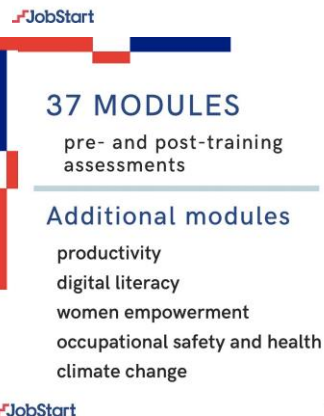 JobStart
37 MODULES
pre- and post-training
assessments
Additional modules
productivity
digital literacy
women empowerment
occupational safety and health
climate change
JobStart